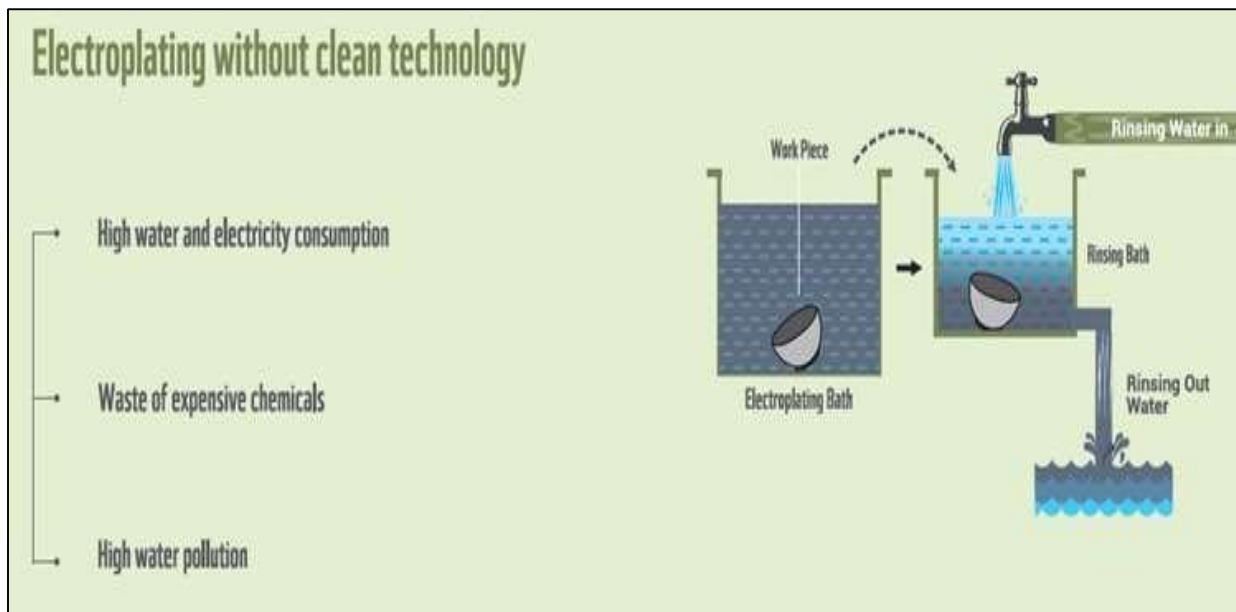 Electroplating without clean technology
High water and electricity consumption
Waste of expensive chemicals
High water pollution
Work Piece
Rinsing Water in
Rinsing Bath
Electroplating Bath
Rinsing Out
Water